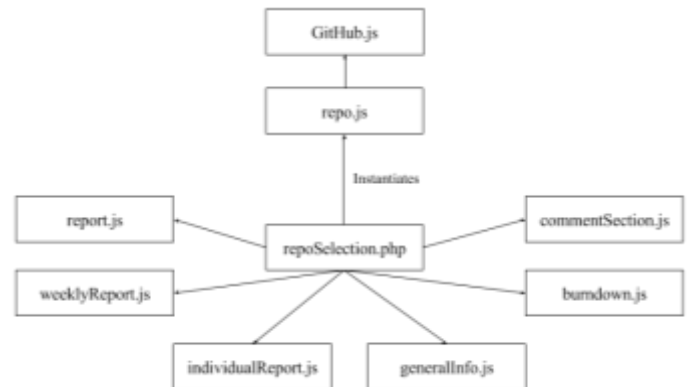 GitHub.js
repo.js
Instantiates
report.js
repoSelection.php
commentSection.js
weeklyReport.js
burndown.js
individualReport.js
generalInfo.js